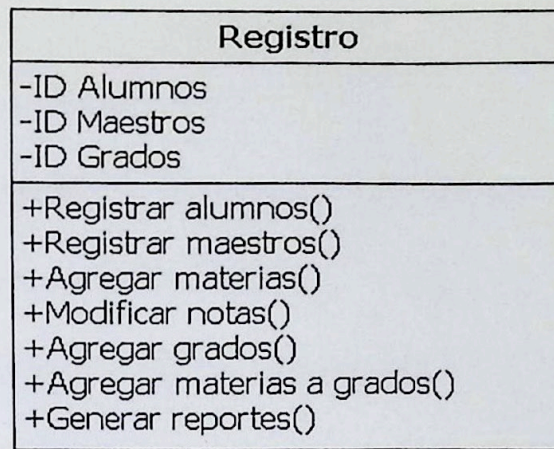 Registro
-ID Alumnos
-ID Maestros
-ID Grados
+Registrar alumnos()
+Registrar maestros()
+Agregar materias()
+Modificar notas()
+Agregar grados()
+Agregar materias a grados()
+Generar reportes()